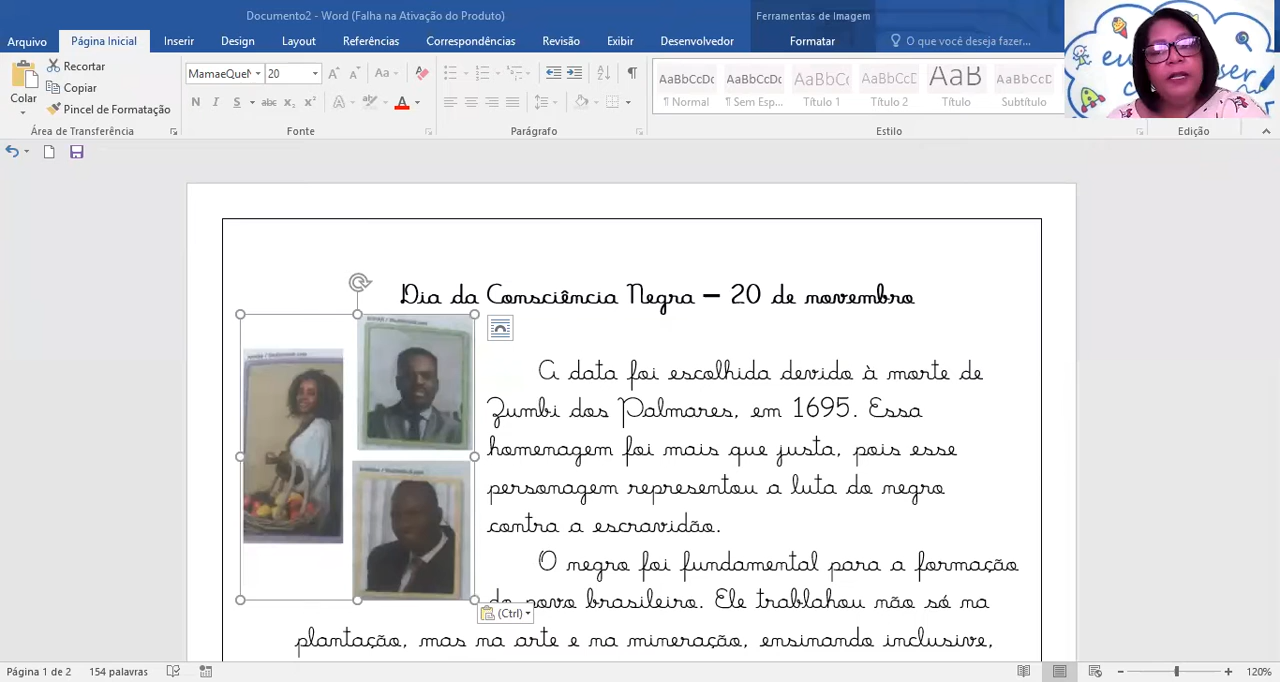 Documento2 - Word (Falha na Ativação do Produto)
Ferramentas de Imagem
Arquivo
Página Inicial
Inserir
Design
Layout
Referências
Correspondências
Revisão
Exibir
Desenvolvedor
Formatar
O que você deseja fazer...
Colar
Recortar
Copiar
Pincel de Formatação
Área de Transferência
MamaeQueN
20
Aa
N I S abc x₂ x²
Fonte
Parágrafo
AaBbCcDc
¶ Normal
AaBbCcDc
¶ Sem Esp...
AaBbCc
Título 1
AaBbCcD
Título 2
AaB
Título
AaBbCcD
Subtítulo
Estilo
Edição
Dia da Consciência Negra – 20 de novembro
A data foi escolhida devido à morte de
Zumbi dos Palmares, em 1695. Essa
homenagem foi mais que justa, pois esse
personagem representou a luta do negro
contra a escravidão.
O negro foi fundamental para a formação
do povo brasileiro. Ele trablahou não só na
plantação, mas na arte e na mineração, ensinando inclusive,
(Ctrl)
Página 1 de 2
154 palavras
120%